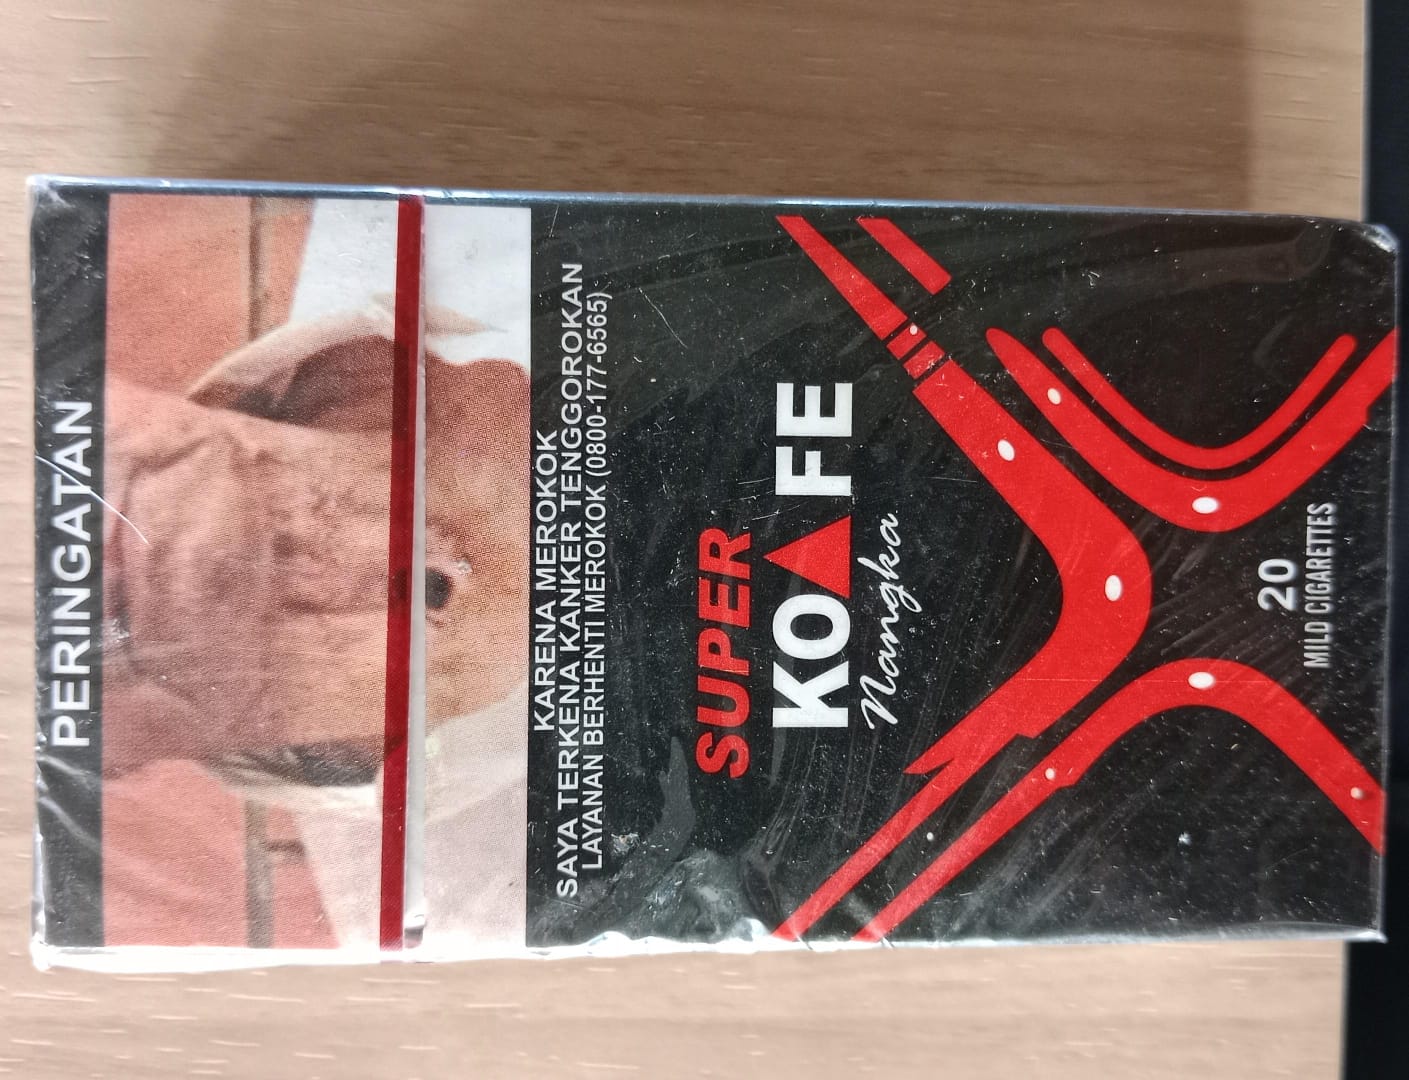 PERINGATAN
KARENA MEROKOK
SAYA TERKENA KANKER TENGGOROKAN
LAYANAN BERHENTI MEROKOK (0800-177-6565)
SUPER
KO▲FE
Nangka
20
MILD CIGARETTES